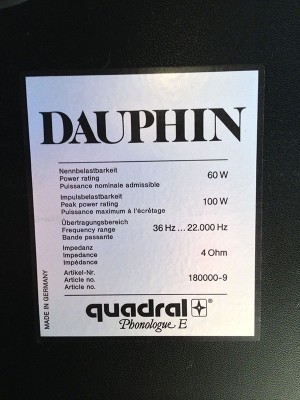 DAUPHIN
Nennbelastbarkeit
Power rating 60 W
Puissance nominale admissible
Impulsbelastbarkeit
Peak power rating 100 W
Puissance maximum à l'écrêtage
Übertragungsbereich
Frequency range 36 Hz ... 22.000 Hz
Bande passante
Impedanz
Impedance 4 Ohm
Impédance
Artikel-Nr.
Article no. 180000-9
Article no.
MADE IN GERMANY
quadral ®
Phonologue E